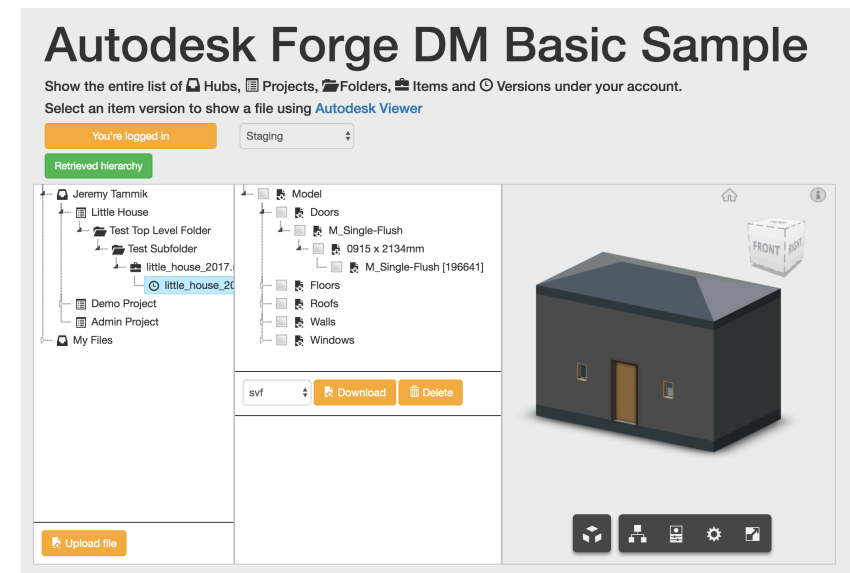 Autodesk Forge DM Basic Sample
Show the entire list of Hubs, Projects, Folders, Items and Versions under your account.
Select an item version to show a file using Autodesk Viewer
You're logged in
Staging
Retrieved hierarchy
Jeremy Tammik
Little House
Test Top Level Folder
Test Subfolder
little_house_2017.
little_house_20
Demo Project
Admin Project
My Files
Upload file
Model
Doors
M_Single-Flush
0915 x 2134mm
M_Single-Flush [196641]
Floors
Roofs
Walls
Windows
svf
Download
Delete
FRONT
RIGHT